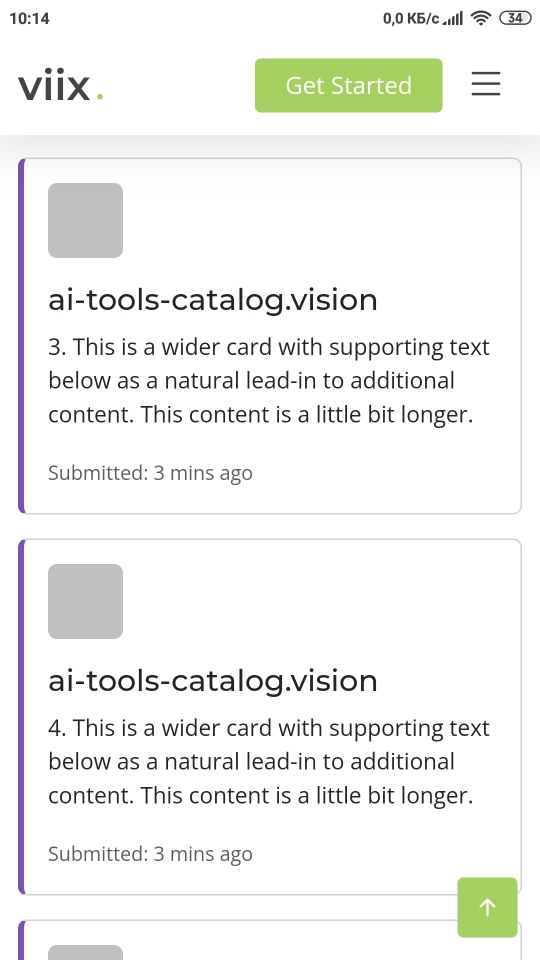 10:14
0,0 КБ/с
34
viix.
Get Started
ai-tools-catalog.vision
3. This is a wider card with supporting text
below as a natural lead-in to additional
content. This content is a little bit longer.
Submitted: 3 mins ago
ai-tools-catalog.vision
4. This is a wider card with supporting text
below as a natural lead-in to additional
content. This content is a little bit longer.
Submitted: 3 mins ago